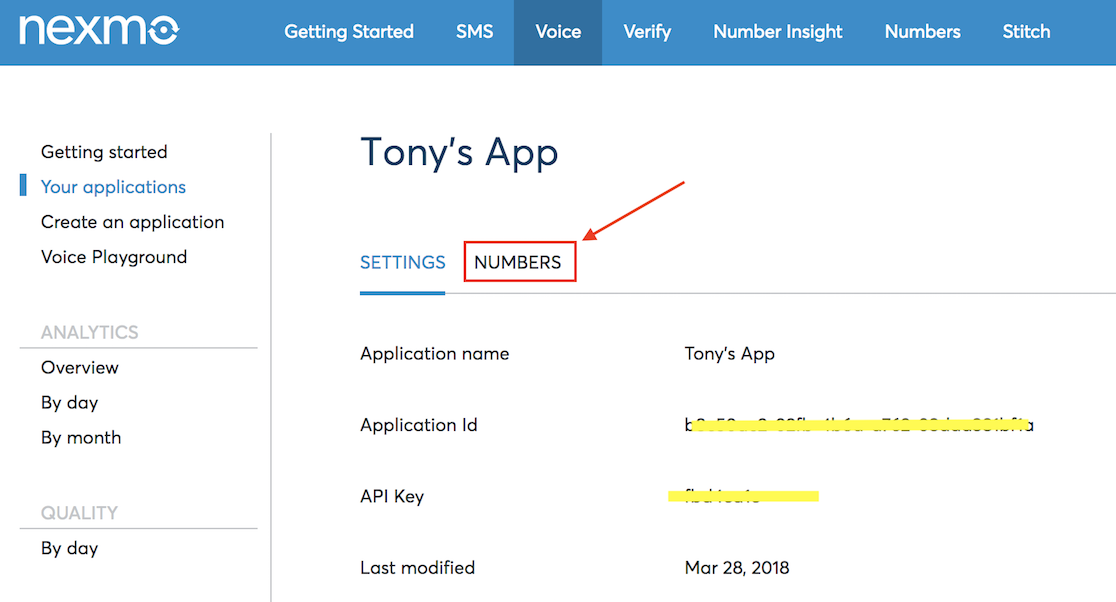 nexmo
Getting Started
SMS
Voice
Verify
Number Insight
Numbers
Stitch
Getting started
Your applications
Create an application
Voice Playground
ANALYTICS
Overview
By day
By month
QUALITY
By day
Tony's App
SETTINGS
NUMBERS
Application name
Tony's App
Application Id
API Key
Last modified
Mar 28, 2018